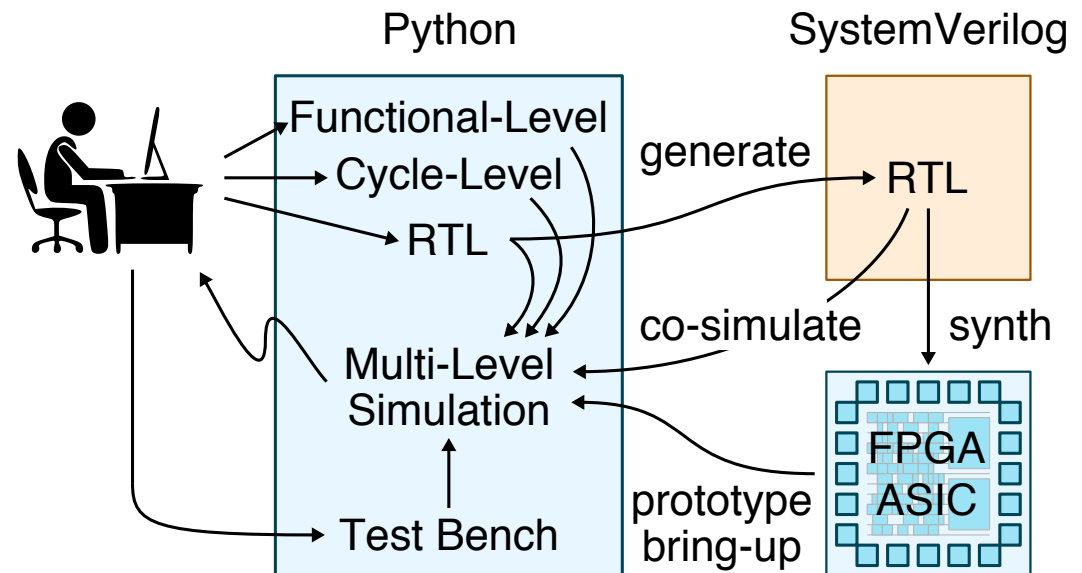 Python
SystemVerilog
Functional-Level
Cycle-Level
RTL
generate
RTL
co-simulate
synth
Multi-Level
Simulation
FPGA
ASIC
prototype
bring-up
Test Bench